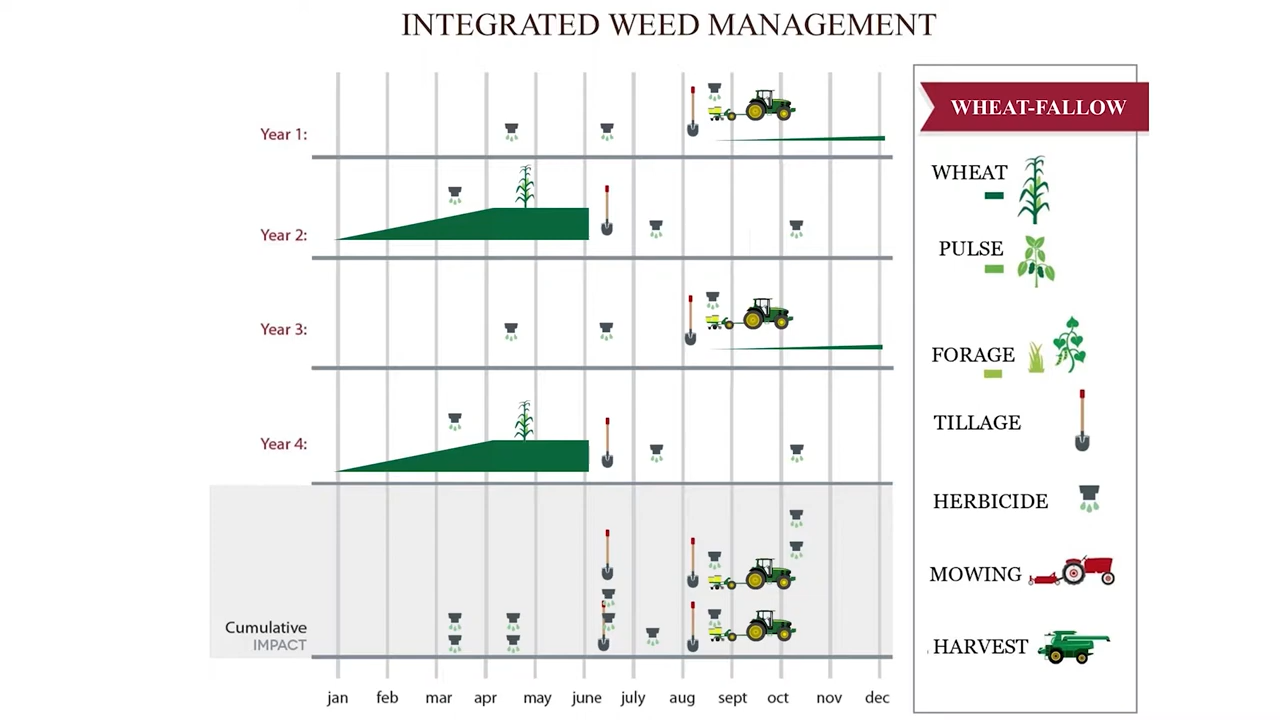 INTEGRATED WEED MANAGEMENT
WHEAT-FALLOW
Year 1:
Year 2:
Year 3:
Year 4:
Cumulative
IMPACT
jan feb mar apr may june july aug sept oct nov dec
WHEAT
PULSE
FORAGE
TILLAGE
HERBICIDE
MOWING
HARVEST